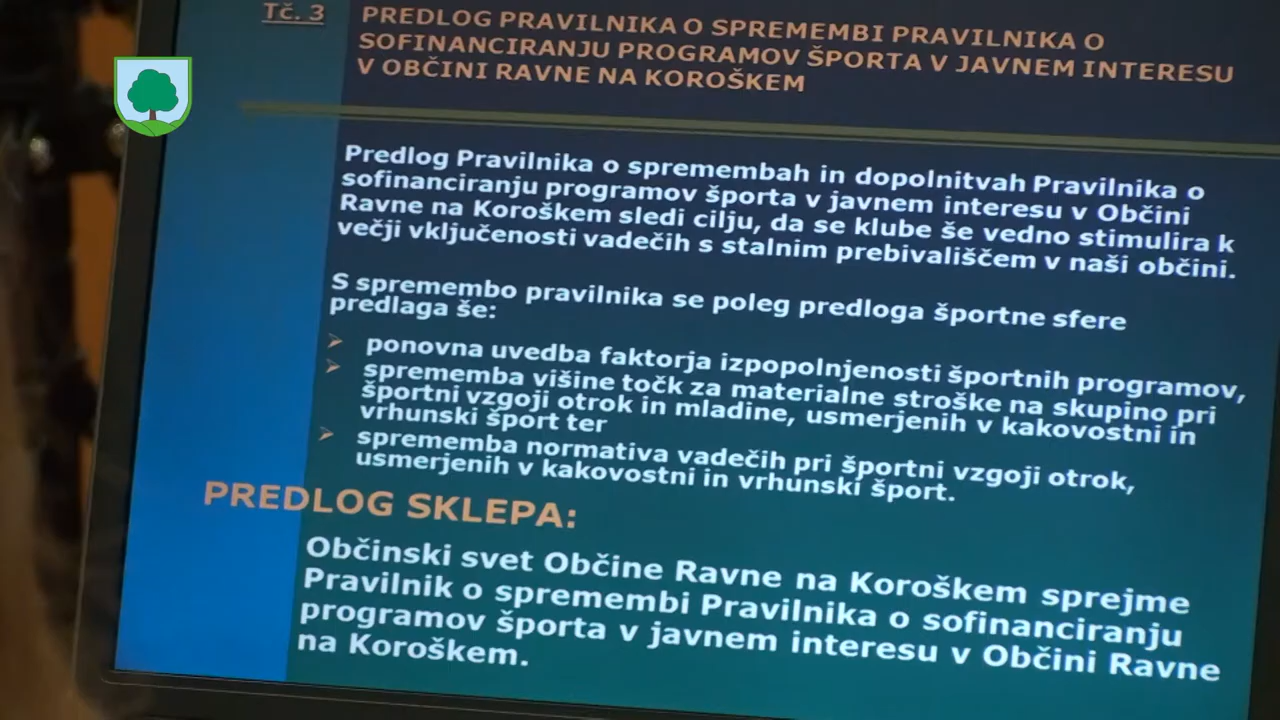 Tč. 3 PREDLOG PRAVILNIKA O SPREMEMBI PRAVILNIKA O
SOFINANCIRANJU PROGRAMOV ŠPORTA V JAVNEM INTERESU
V OBČINI RAVNE NA KOROŠKEM
Predlog Pravilnika o spremembah in dopolnitvah Pravilnika o
sofinanciranju programov športa v javnem interesu v Občini
Ravne na Koroškem sledi cilju, da se klube še vedno stimulira k
večji vključenosti vadečih s stalnim prebivališčem v naši občini.
S spremembo pravilnika se poleg predloga športne sfere
predlaga še:
ponovna uvedba faktorja izpopolnjenosti športnih programov,
sprememba višine točk za materialne stroške na skupino pri
športni vzgoji otrok in mladine, usmerjenih v kakovostni in
vrhunski šport ter
sprememba normativa vadečih pri športni vzgoji otrok,
usmerjenih v kakovostni in vrhunski šport.
PREDLOG SKLEPA:
Občinski svet Občine Ravne na Koroškem sprejme
Pravilnik o spremembi Pravilnika o sofinanciranju
programov športa v javnem interesu v Občini Ravne
na Koroškem.